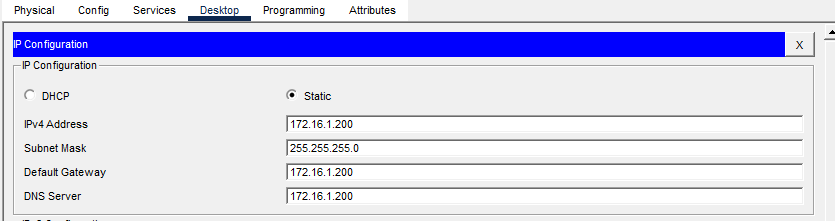 Physical Config Services Desktop Programming Attributes
IP Configuration X
IP Configuration
DHCP Static
IPv4 Address 172.16.1.200
Subnet Mask 255.255.255.0
Default Gateway 172.16.1.200
DNS Server 172.16.1.200